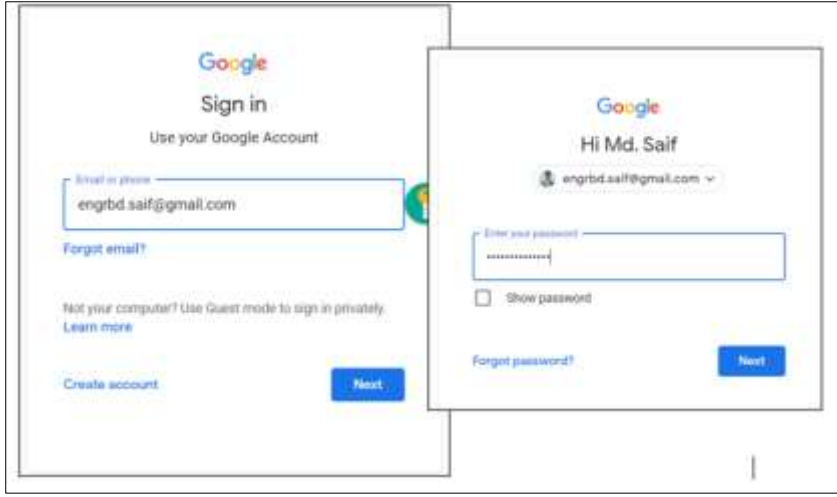 Google
Sign in
Use your Google Account
Email or phone
engrbd.saif@gmail.com
Forgot email?
Not your computer? Use Guest mode to sign in privately.
Learn more
Create account
Next
Google
Hi Md. Saif
engrbd.saif@gmail.com
Enter your password
Show password
Forgot password?
Next